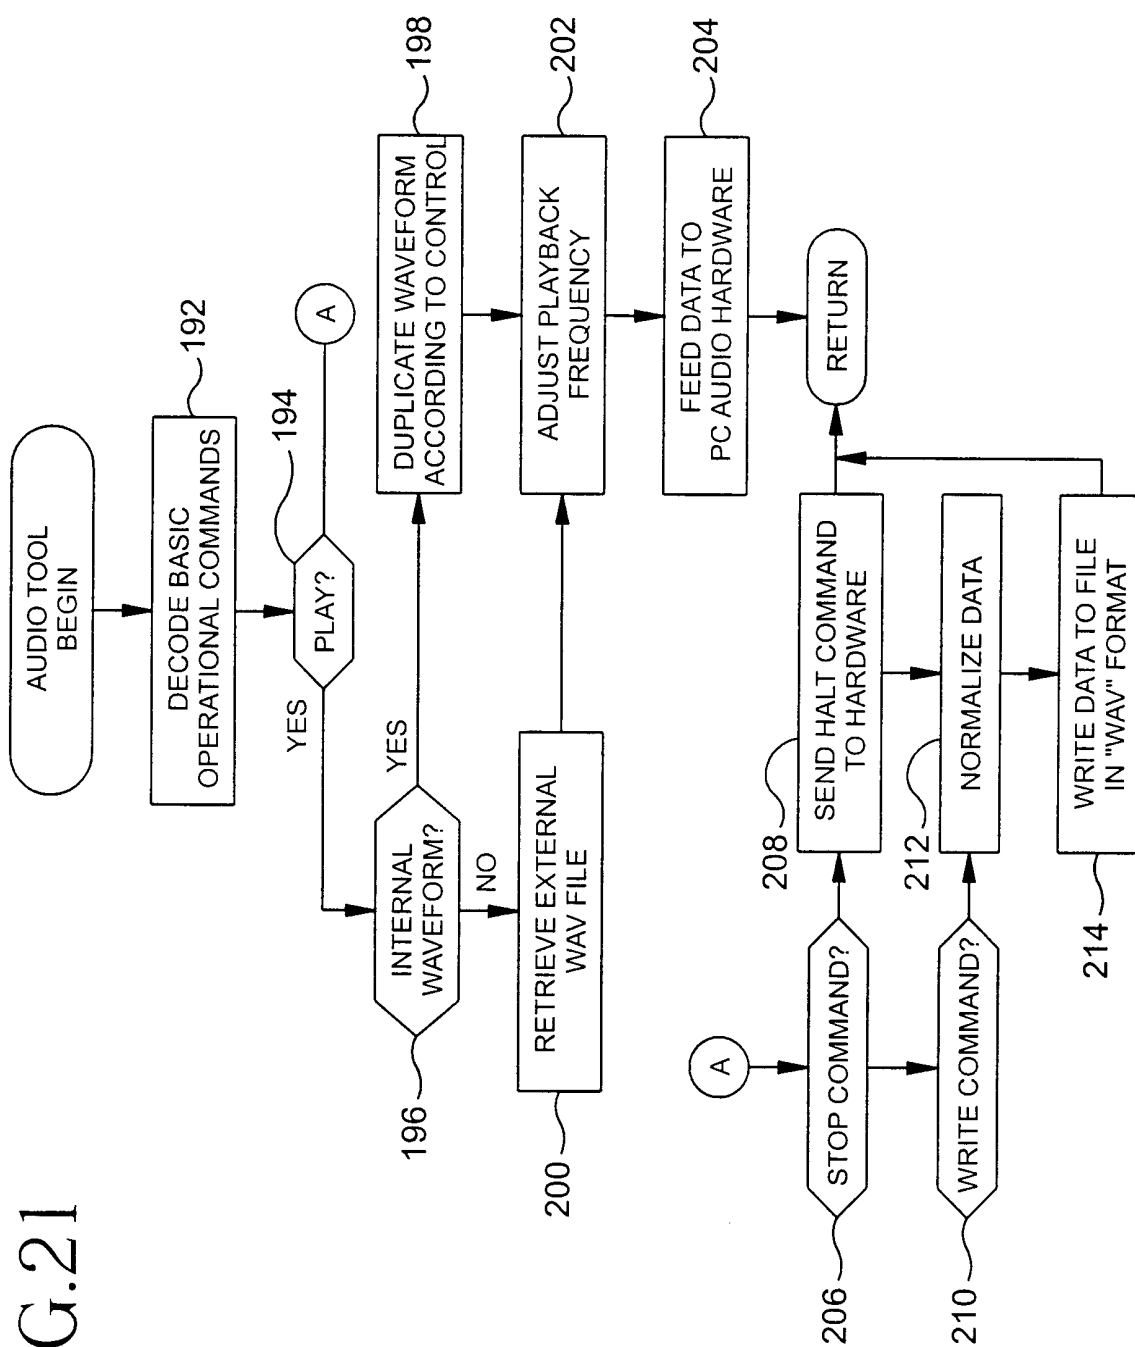 G.21
AUDIO TOOL
BEGIN
DECODE BASIC
OPERATIONAL COMMANDS
192
194
PLAY?
A
YES
INTERNAL
WAVEFORM?
196
YES
NO
DUPLICATE WAVEFORM
ACCORDING TO CONTROL
198
RETRIEVE EXTERNAL
WAV FILE
200
ADJUST PLAYBACK
FREQUENCY
202
FEED DATA TO
PC AUDIO HARDWARE
204
RETURN
A
STOP COMMAND?
206
SEND HALT COMMAND
TO HARDWARE
208
WRITE COMMAND?
210
NORMALIZE DATA
212
WRITE DATA TO FILE
IN "WAV" FORMAT
214